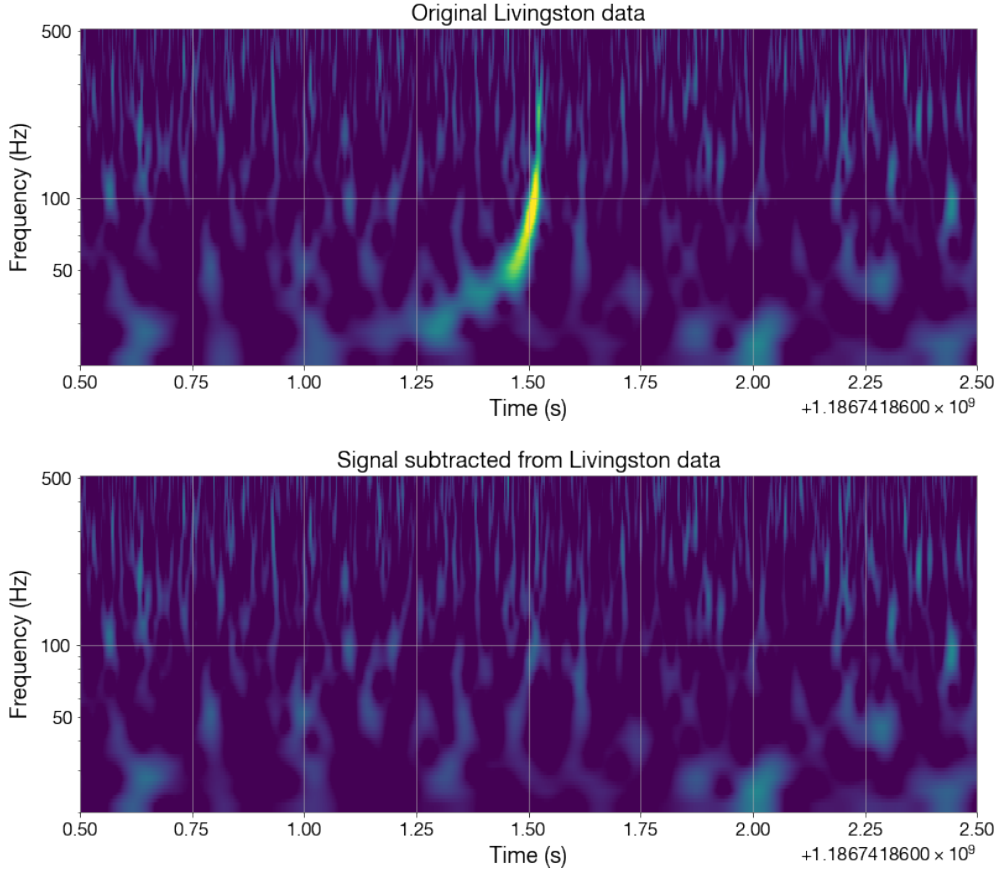 Original Livingston data
500
100
50
Frequency (Hz)
0.50 0.75 1.00 1.25 1.50 1.75 2.00 2.25 2.50
Time (s)
+1.1867418600 × 10⁹
Signal subtracted from Livingston data
500
100
50
Frequency (Hz)
0.50 0.75 1.00 1.25 1.50 1.75 2.00 2.25 2.50
Time (s)
+1.1867418600 × 10⁹